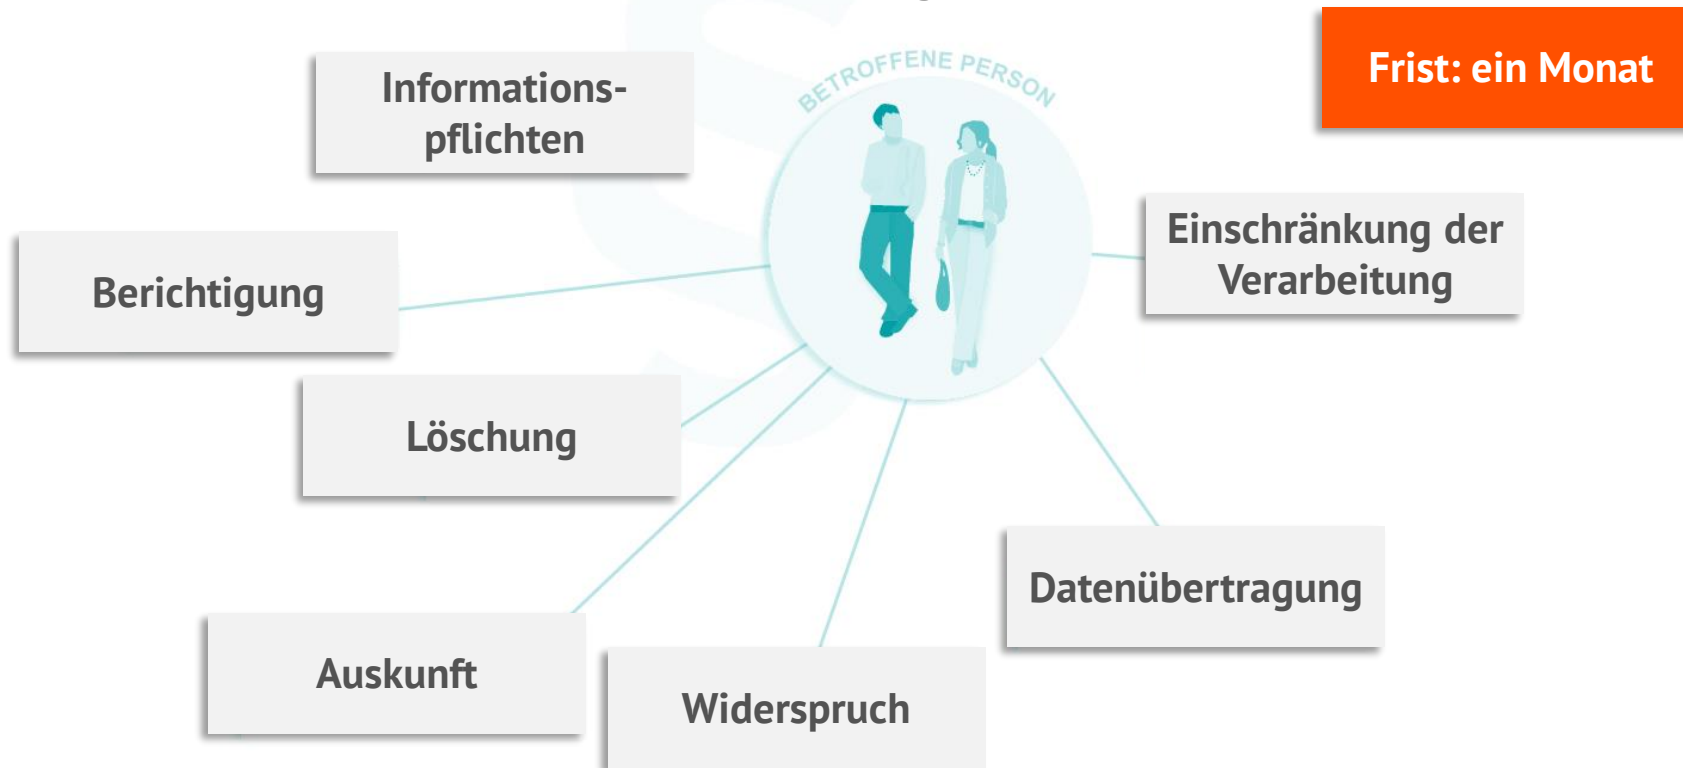 BETROFFENE PERSON
Frist: ein Monat
Informations-
pflichten
Einschränkung der
Verarbeitung
Berichtigung
Löschung
Datenübertragung
Auskunft
Widerspruch